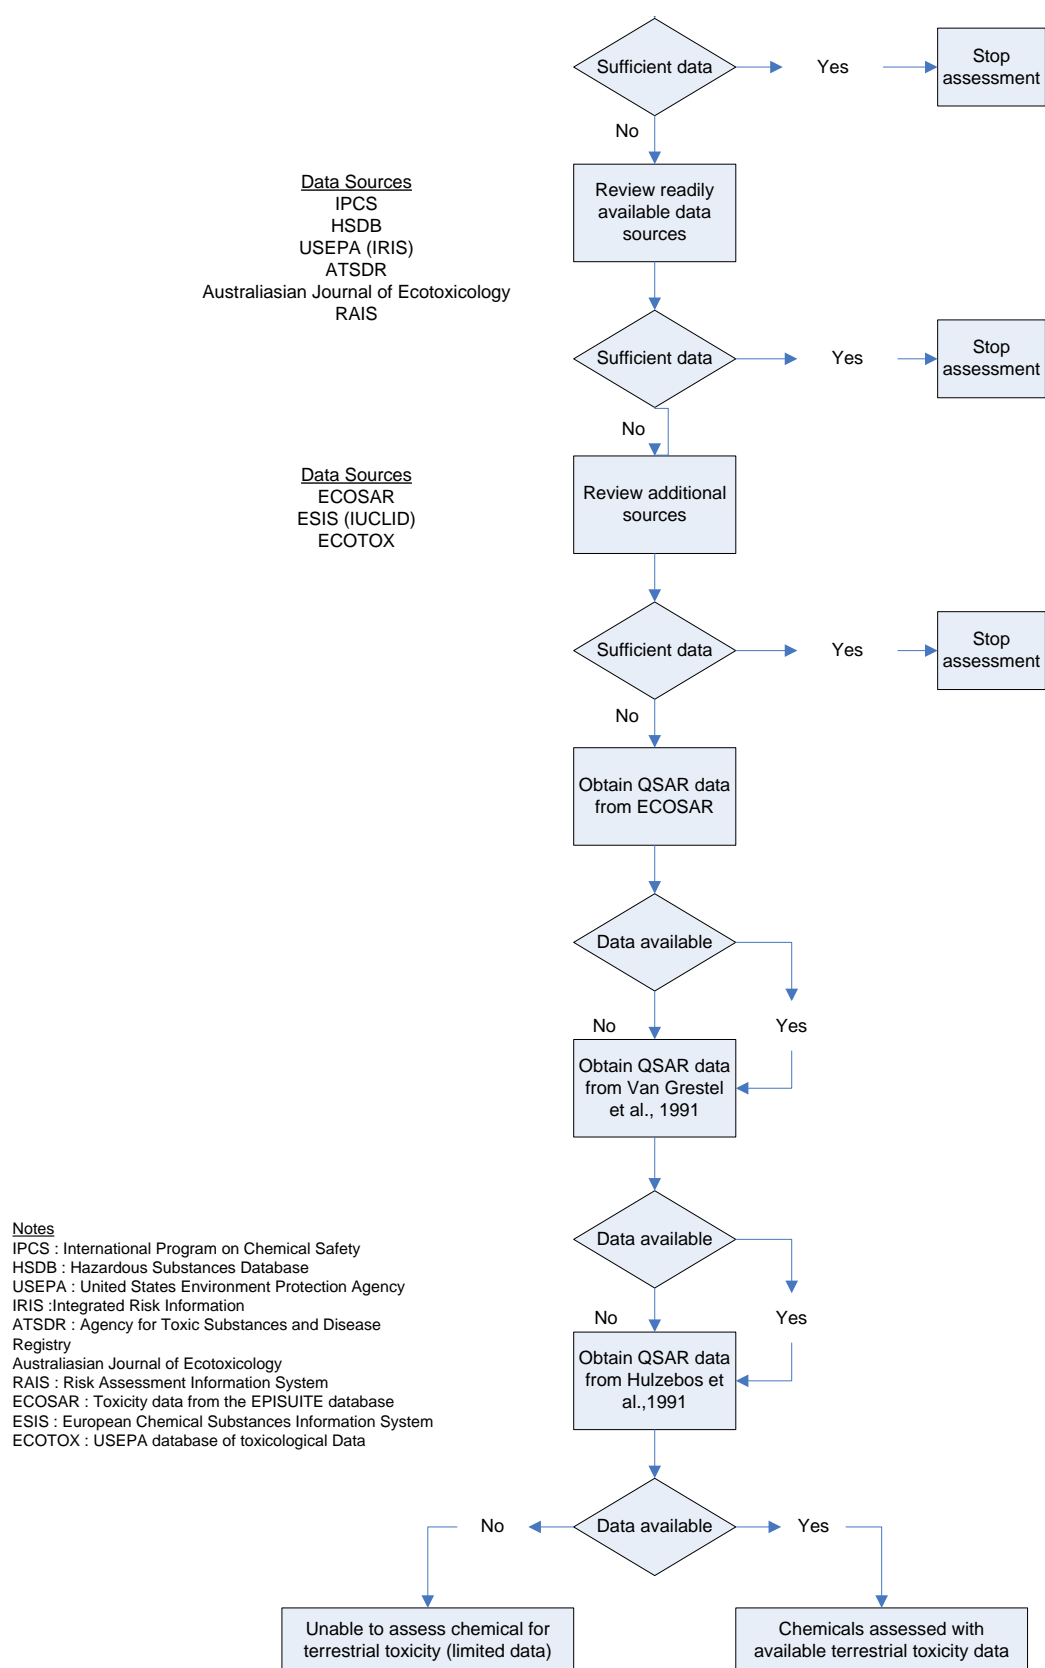 Sufficient data
Yes
Stop
assessment
No
Data Sources
IPCS
HSDB
USEPA (IRIS)
ATSDR
Australiasian Journal of Ecotoxicology
RAIS
Review readily
available data
sources
Sufficient data
Yes
Stop
assessment
No
Data Sources
ECOSAR
ESIS (IUCLID)
ECOTOX
Review additional
sources
Sufficient data
Yes
Stop
assessment
No
Obtain QSAR data
from ECOSAR
Data available
No
Yes
Obtain QSAR data
from Van Grestel
et al., 1991
Data available
No
Yes
Obtain QSAR data
from Hulzebos et
al.,1991
Notes
IPCS : International Program on Chemical Safety
HSDB : Hazardous Substances Database
USEPA : United States Environment Protection Agency
IRIS :Integrated Risk Information
ATSDR : Agency for Toxic Substances and Disease
Registry
Australiasian Journal of Ecotoxicology
RAIS : Risk Assessment Information System
ECOSAR: Toxicity data from the EPISUITE database
ESIS : European Chemical Substances Information System
ECOTOX : USEPA database of toxicological Data
Data available
No
Yes
Unable to assess chemical for
terrestrial toxicity (limited data)
Chemicals assessed with
available terrestrial toxicity data